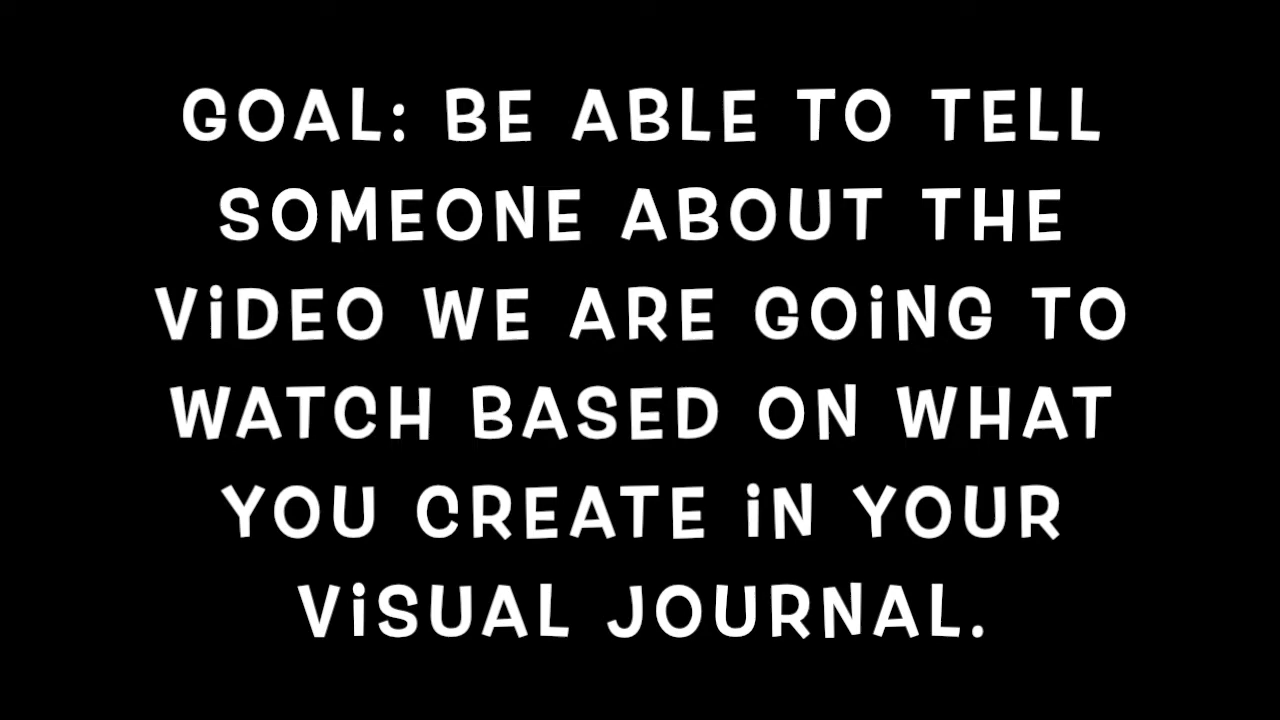 GOAL: BE ABLE TO TELL
SOMEONE ABOUT THE
ViDEO WE ARE GOiNG TO
WATCH BASED ON WHAT
YOU CREATE iN YOUR
ViSUAL JOURNAL.